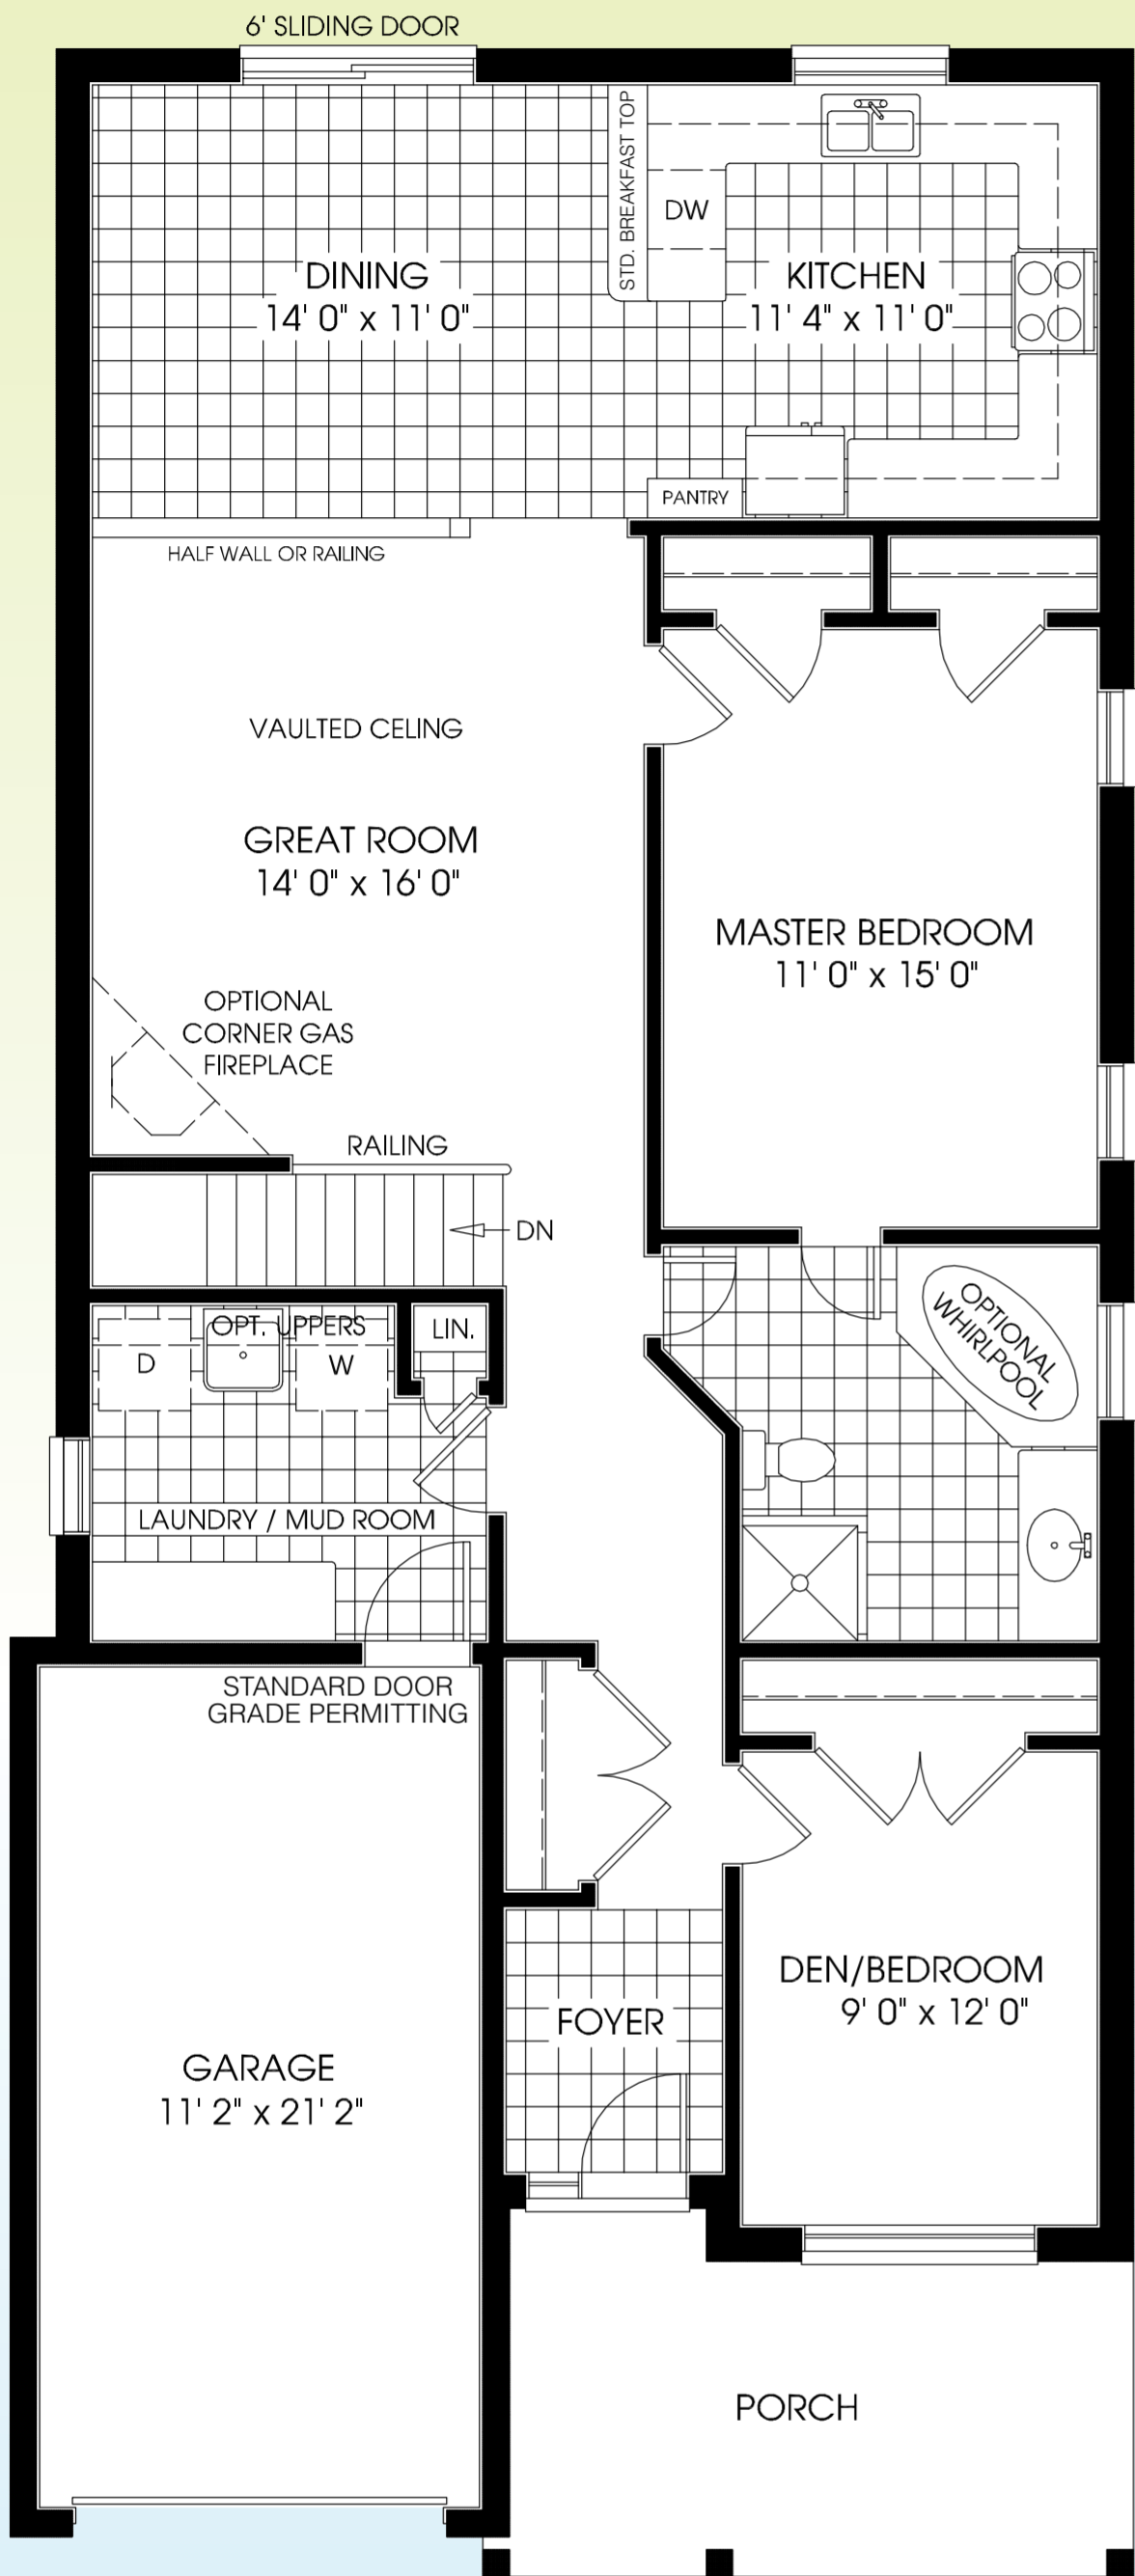 6' SLIDING DOOR
STD. BREAKFAST TOP
DW
DINING
14' 0" x 11' 0"
KITCHEN
11' 4" x 11' 0"
PANTRY
HALF WALL OR RAILING
VAULTED CELING
GREAT ROOM
14' 0" x 16' 0"
MASTER BEDROOM
11' 0" x 15' 0"
OPTIONAL
CORNER GAS
FIREPLACE
RAILING
DN
OPTIONAL
WHIRLPOOL
OPT. UPPERS
LIN.
D
W
LAUNDRY / MUD ROOM
STANDARD DOOR
GRADE PERMITTING
DEN/BEDROOM
9' 0" x 12' 0"
FOYER
GARAGE
11' 2" x 21' 2"
PORCH